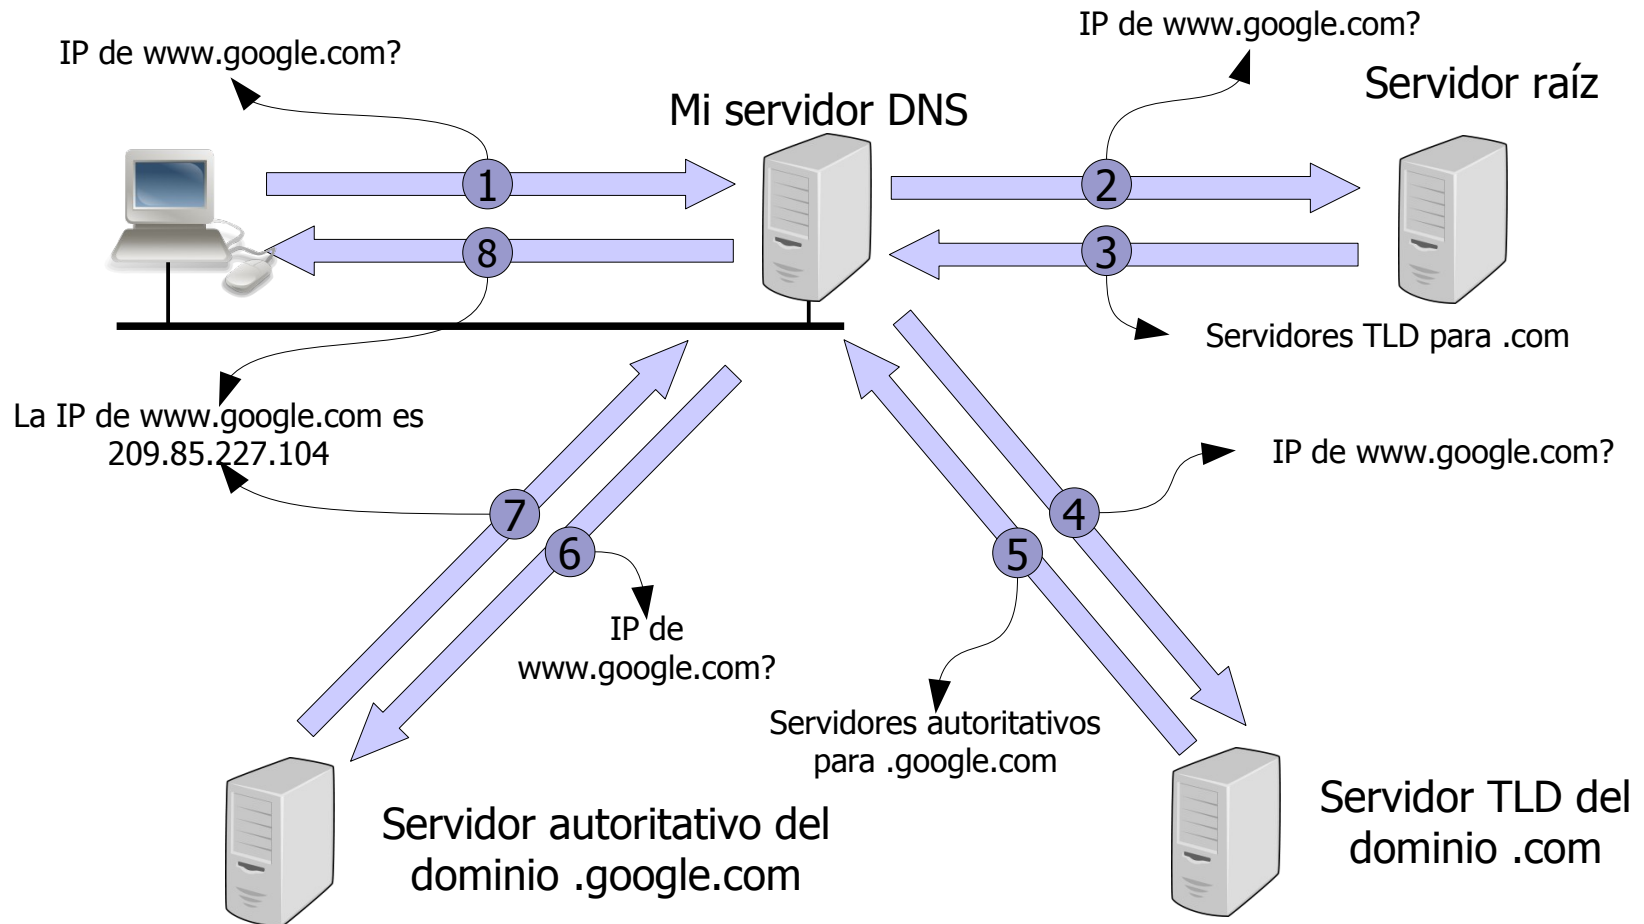 IP de www.google.com?
IP de www.google.com?
Mi servidor DNS
Servidor raíz
1
2
8
3
Servidores TLD para .com
La IP de www.google.com es
209.85.227.104
IP de www.google.com?
7
4
6
5
IP de
www.google.com?
Servidores autoritativos
para .google.com
Servidor autoritativo del
dominio .google.com
Servidor TLD del
dominio .com